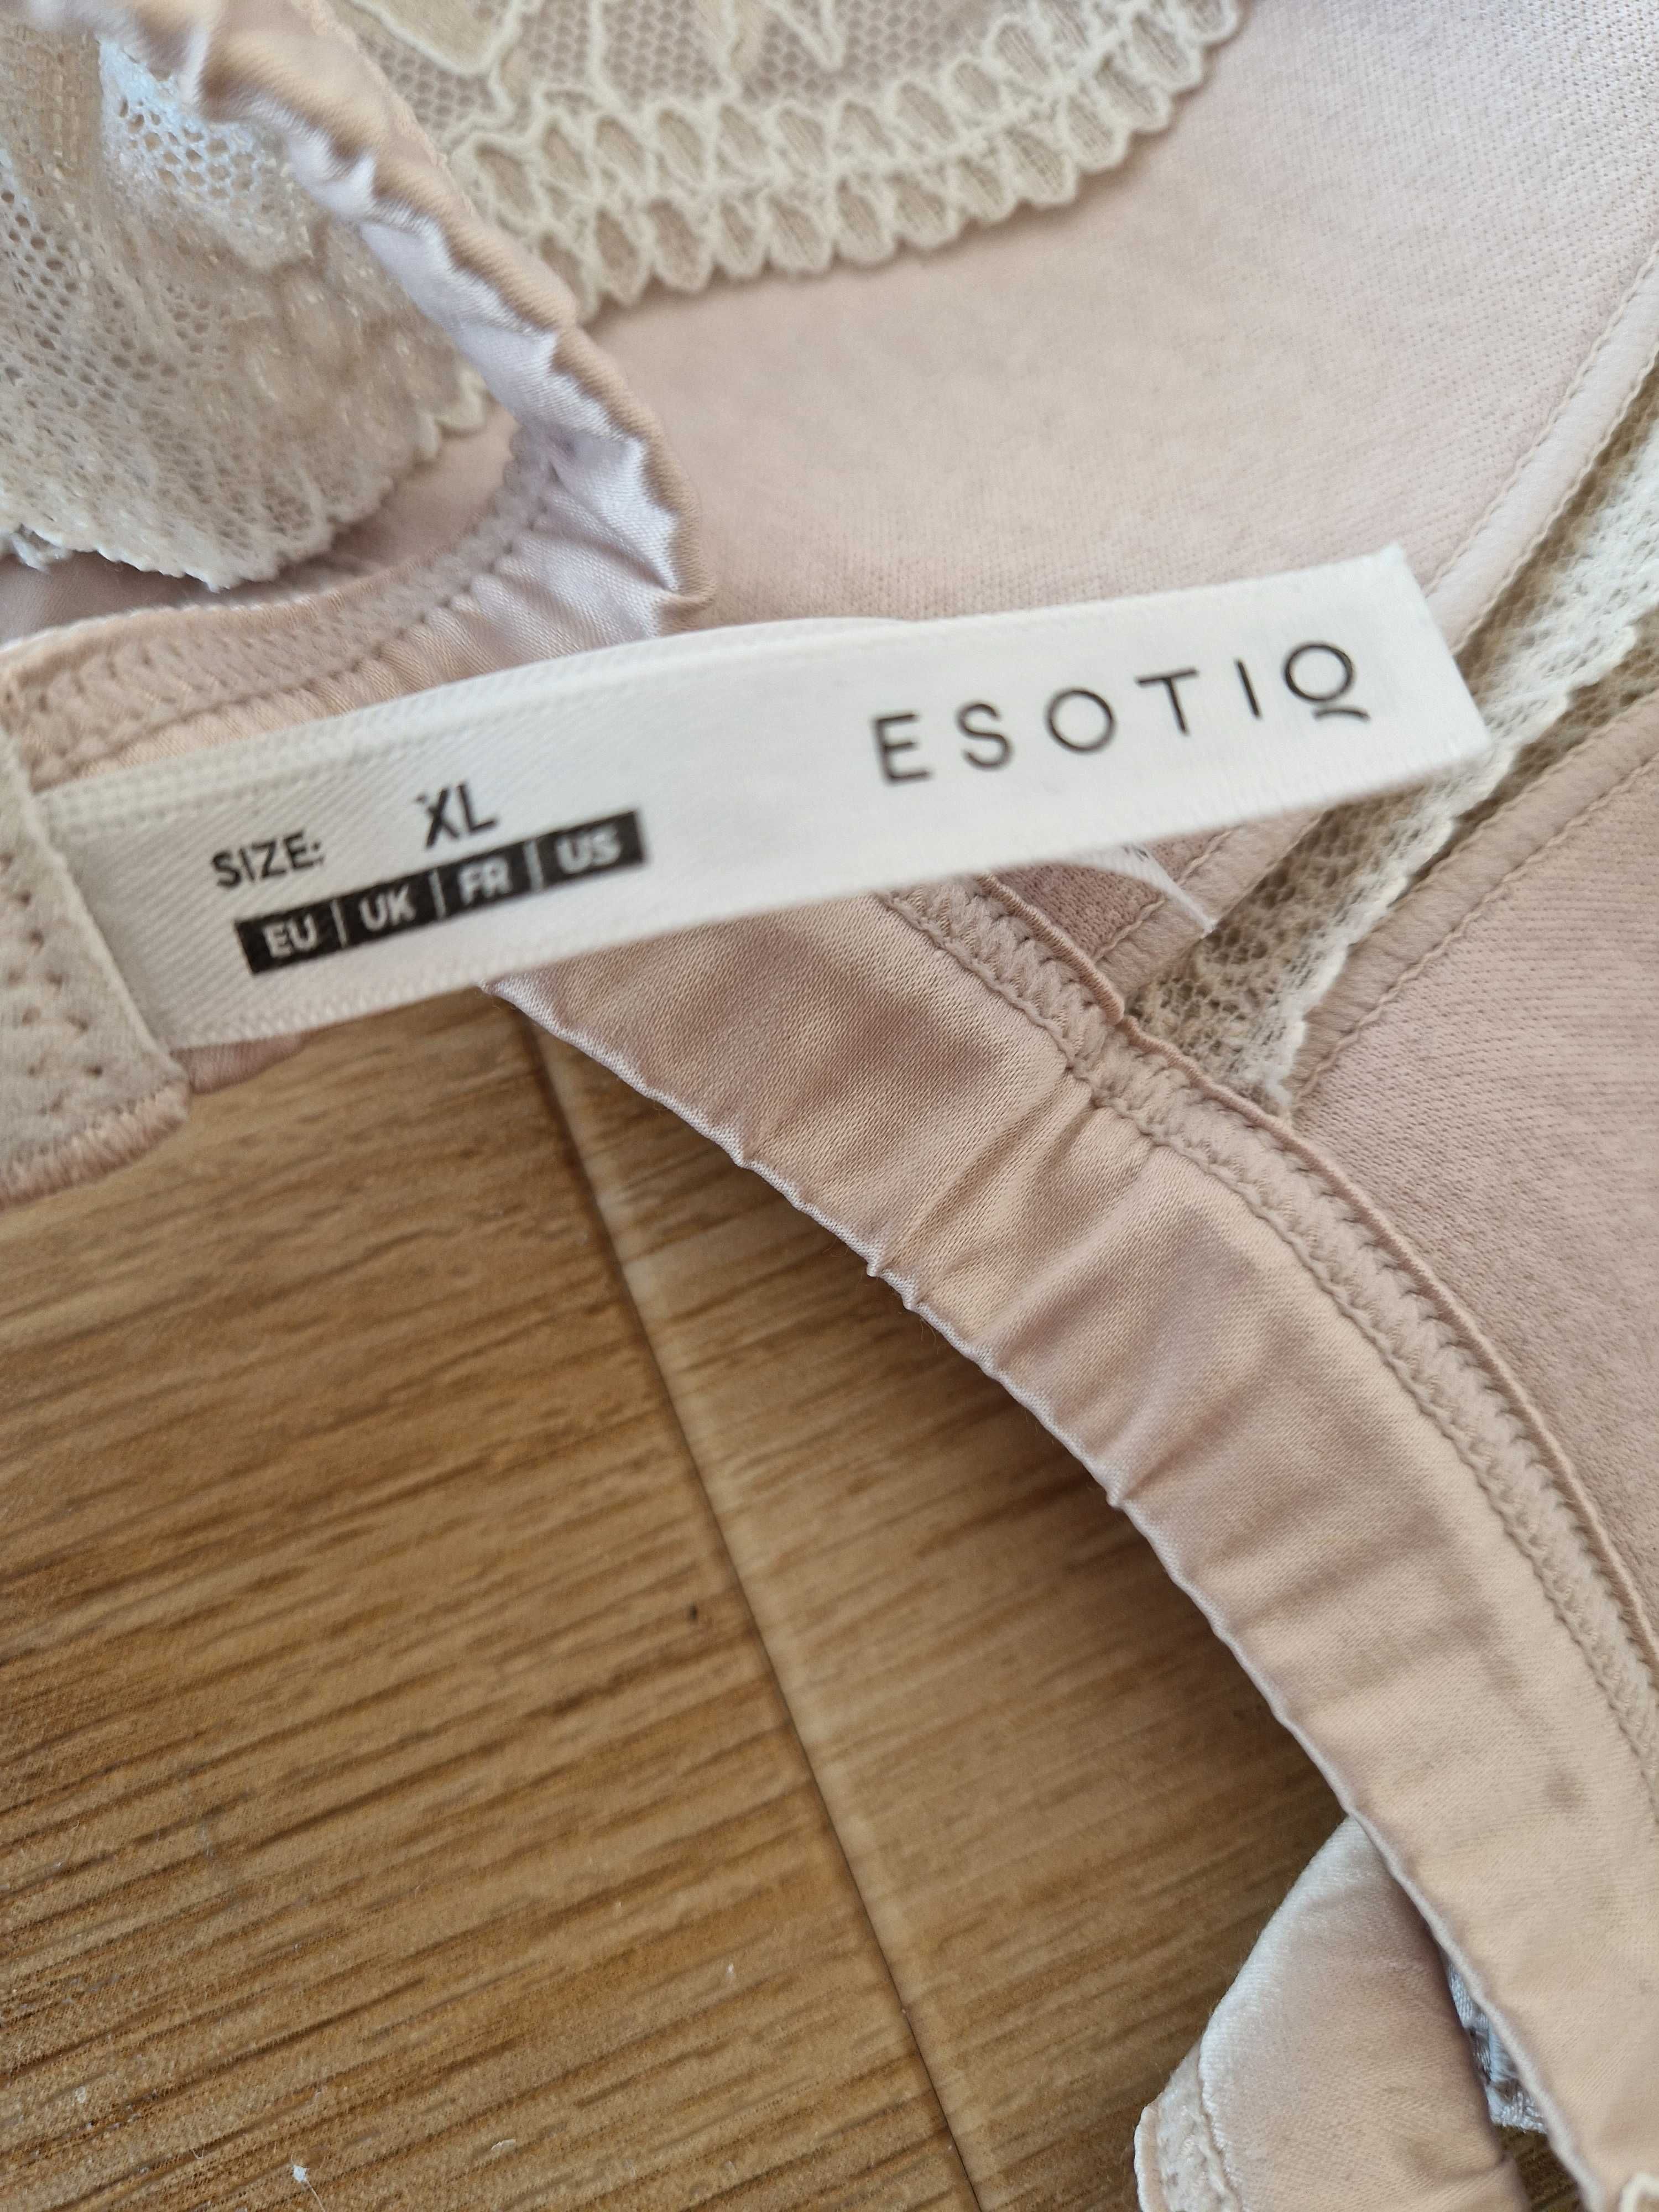 SIZE: XL
EU | UK | FR | US
ESOTIQ